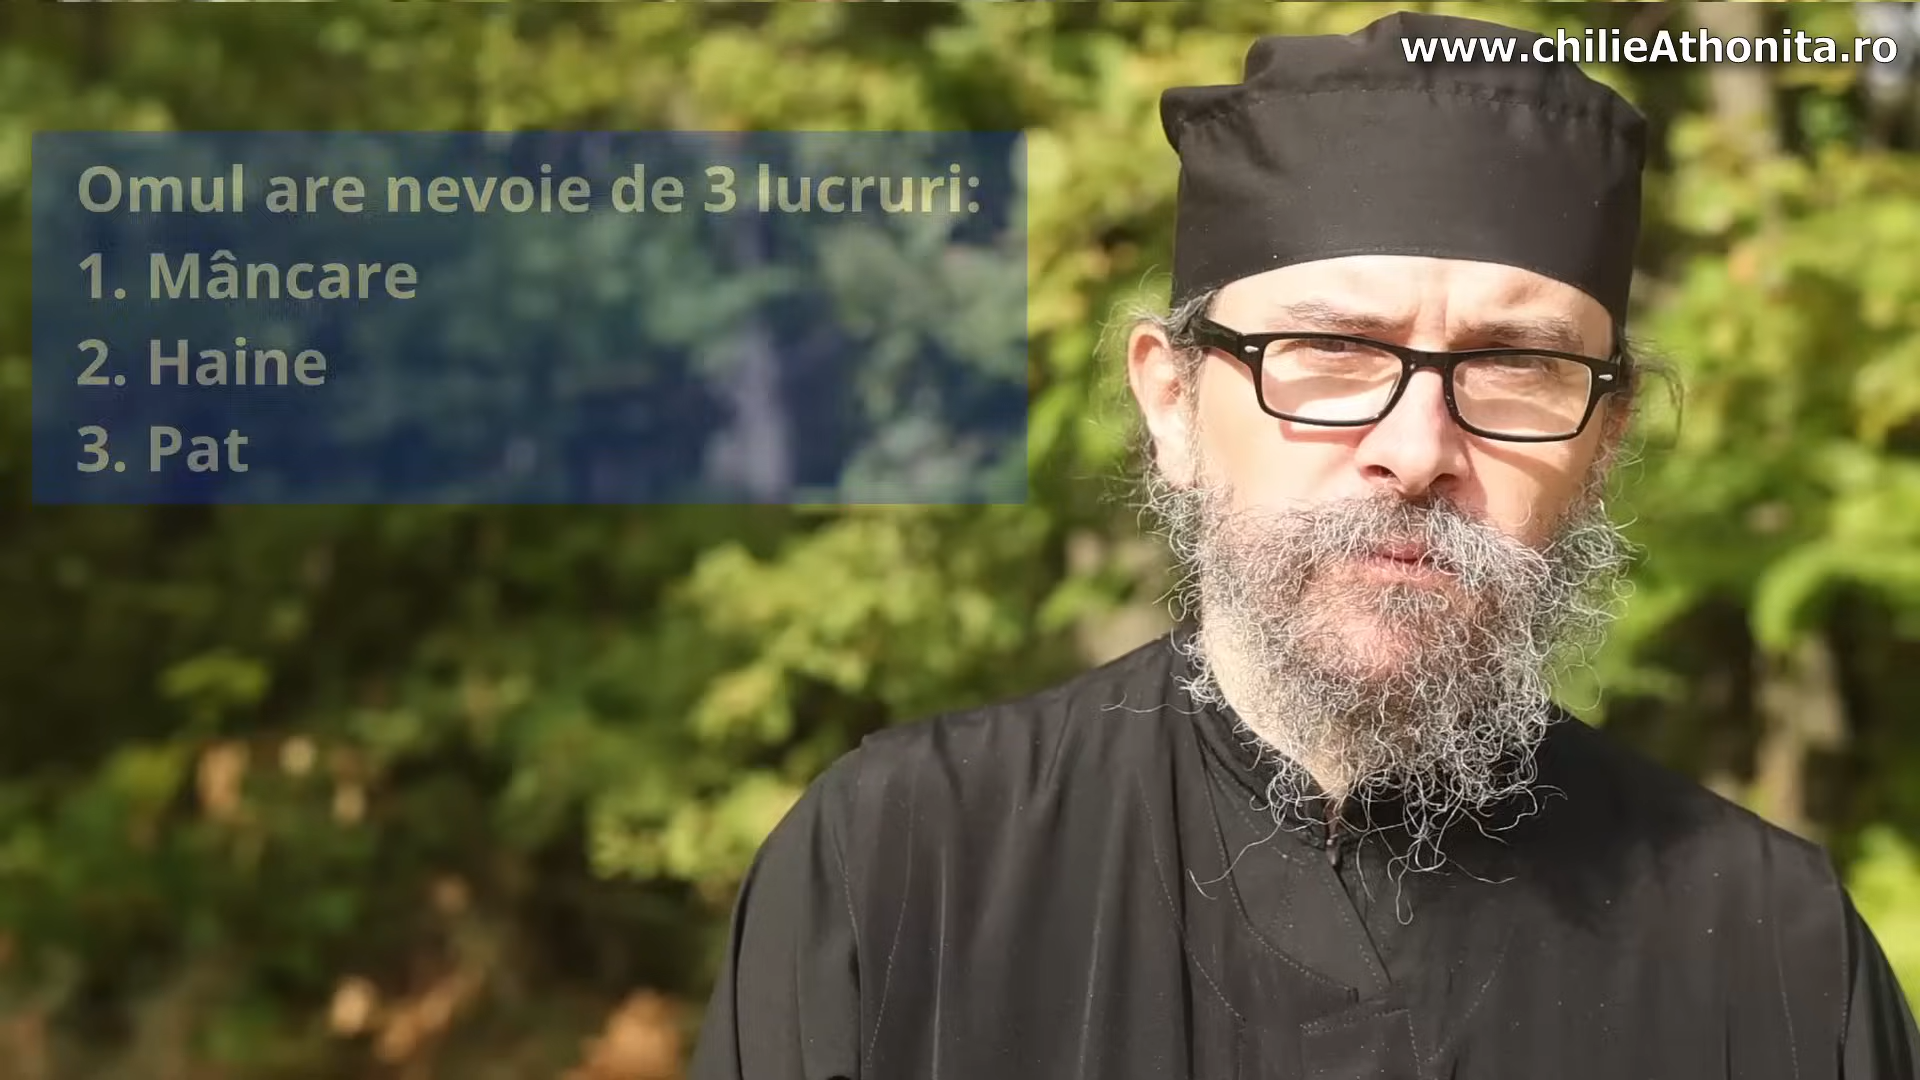 www.chilieAthonita.ro
Omul are nevoie de 3 lucruri:
1. Mâncare
2. Haine
3. Pat